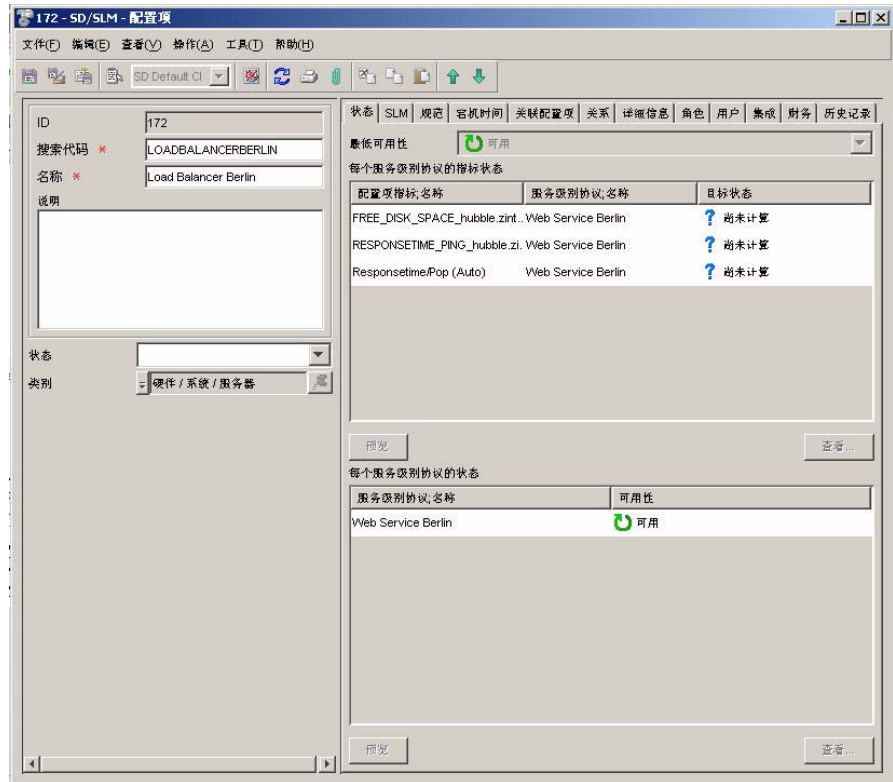 172 - SD/SLM - 配置项
文件(F) 编辑(E) 查看(V) 操作(A) 工具(T) 帮助(H)
SD Default CI
ID 172
搜索代码 * LOADBALANCERBERLIN
名称 * Load Balancer Berlin
说明
状态
类别 硬件 / 系统 / 服务器
状态 SLM 规范 宕机时间 关联配置项 关系 详细信息 角色 用户 集成 财务 历史记录
最低可用性 可用
每个服务级别协议的指标状态
配置项指标;名称 服务级别协议;名称 目标状态
FREE_DISK_SPACE_hubble.zint.. Web Service Berlin ? 尚未计算
RESPONSETIME_PING_hubble.zi. Web Service Berlin ? 尚未计算
Responsetime/Pop (Auto) Web Service Berlin ? 尚未计算
预览 查看...
每个服务级别协议的状态
服务级别协议;名称 可用性
Web Service Berlin 可用
预览 查看...